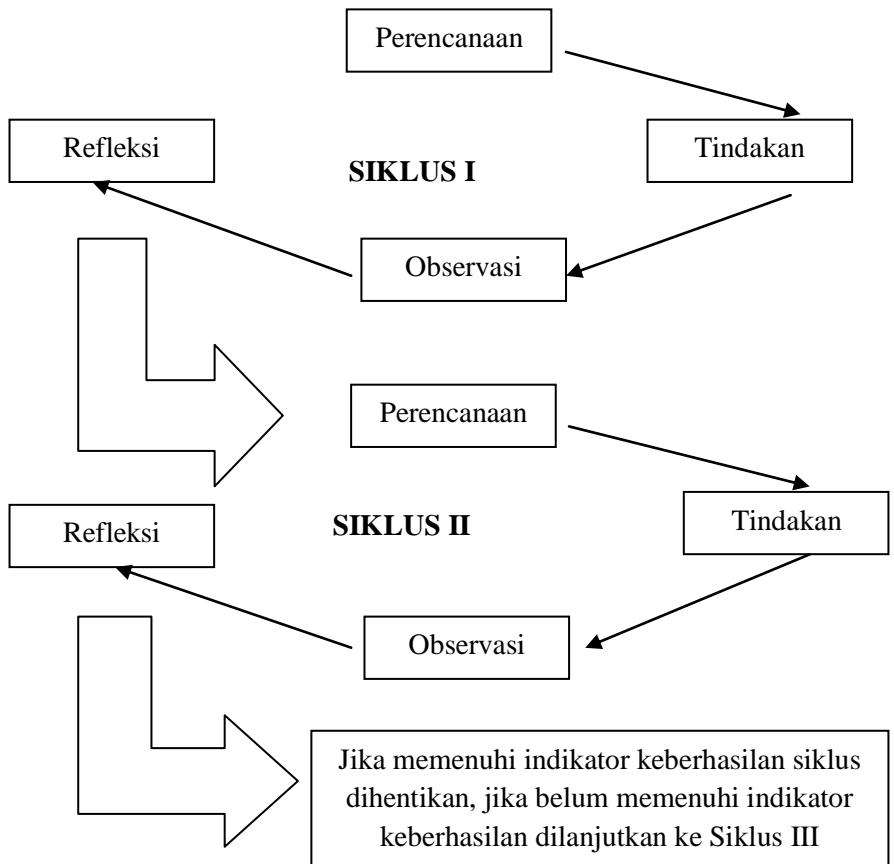 Perencanaan
Refleksi
Tindakan
SIKLUS I
Observasi
Perencanaan
Refleksi
SIKLUS II
Tindakan
Observasi
Jika memenuhi indikator keberhasilan siklus
dihentikan, jika belum memenuhi indikator
keberhasilan dilanjutkan ke Siklus III